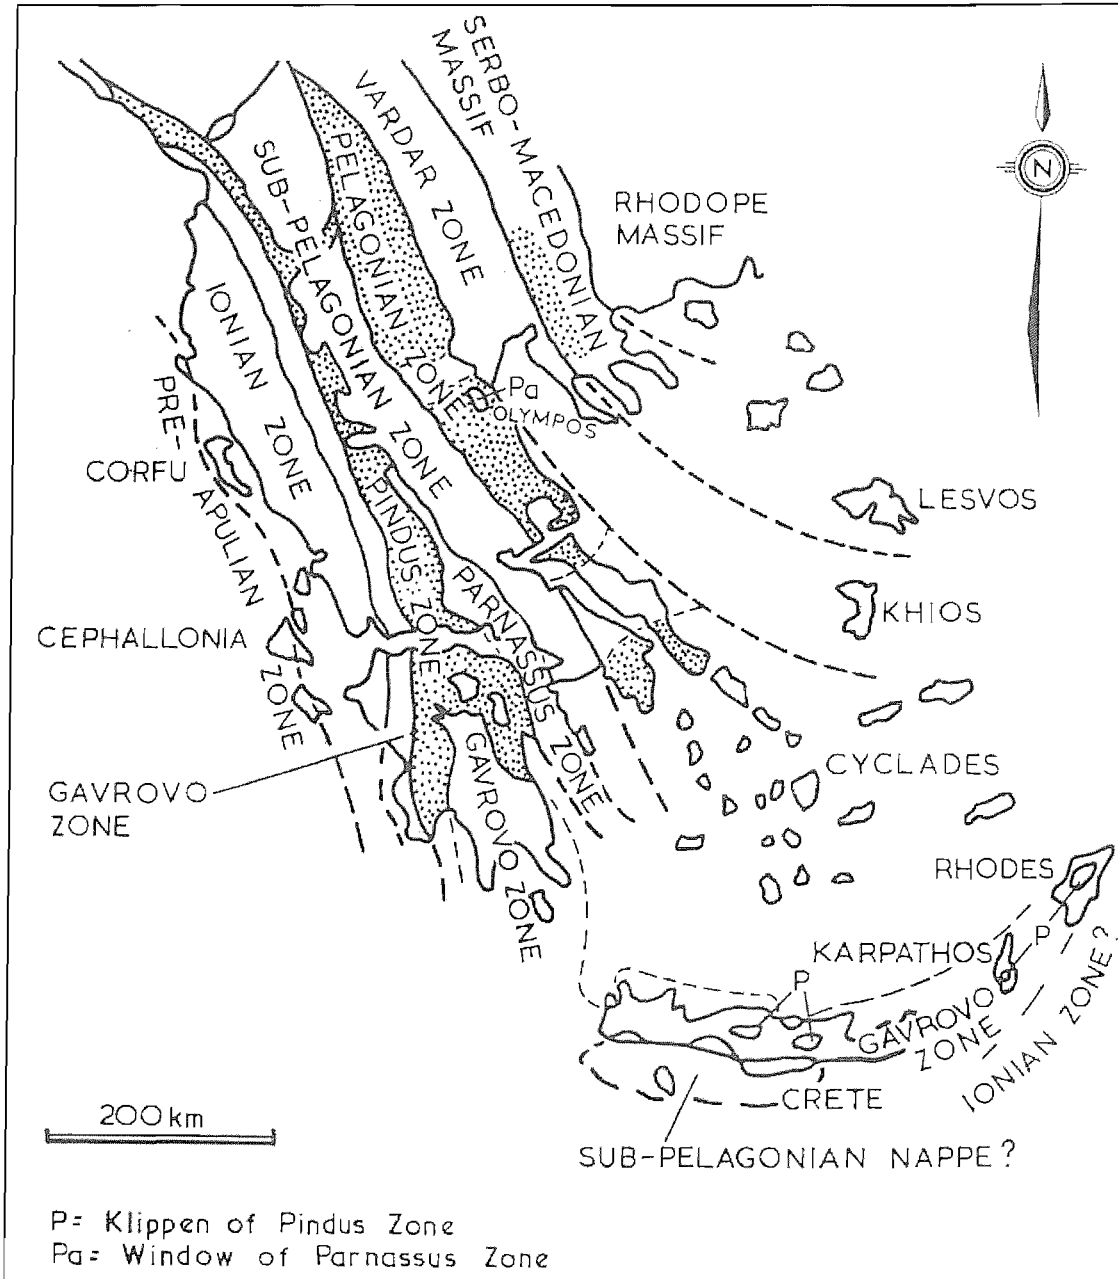 SERBO-MACEDONIAN
MASSIF
VARDAR ZONE
PELAGONIAN ZONE
SUB-PELAGONIAN ZONE
RHODOPE
MASSIF
N
IONIAN ZONE
Pa
OLYMPOS
PRE-
APULIAN
ZONE
CORFU
LESVOS
PINDUS ZONE
PARNASSUS ZONE
KHIOS
CEPHALLONIA
GAVROVO
ZONE
GAVROVO ZONE
CYCLADES
RHODES
KARPATHOS
P
P
GAVROVO
ZONE
IONIAN ZONE?
CRETE
200 km
SUB-PELAGONIAN NAPPE?
P= Klippen of Pindus Zone
Pa= Window of Parnassus Zone